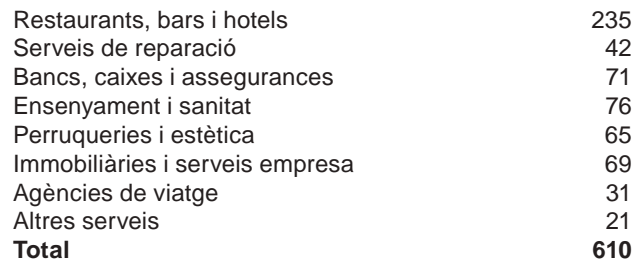 Restaurants, bars i hotels 235
Serveis de reparació 42
Bancs, caixes i assegurances 71
Ensenyament i sanitat 76
Perruqueries i estètica 65
Immobiliàries i serveis empresa 69
Agències de viatge 31
Altres serveis 21
Total 610